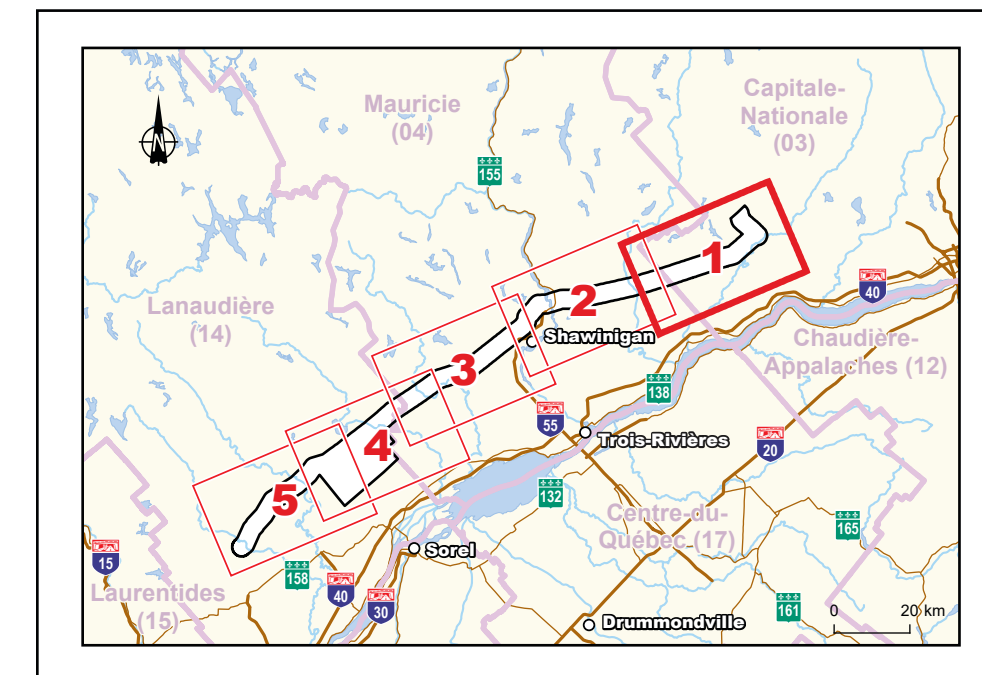 Capitale-
Nationale
(03)
Mauricie
(04)
N
155
1
40
Lanaudière
(14)
2
Shawinigan
Chaudière-
Appalaches (12)
3
138
55
Trois-Rivières
20
4
132
5
Centre-du-
Québec (17)
165
Sorel
15
158
40
30
Laurentides
(15)
161
0 20 km
Drummondville